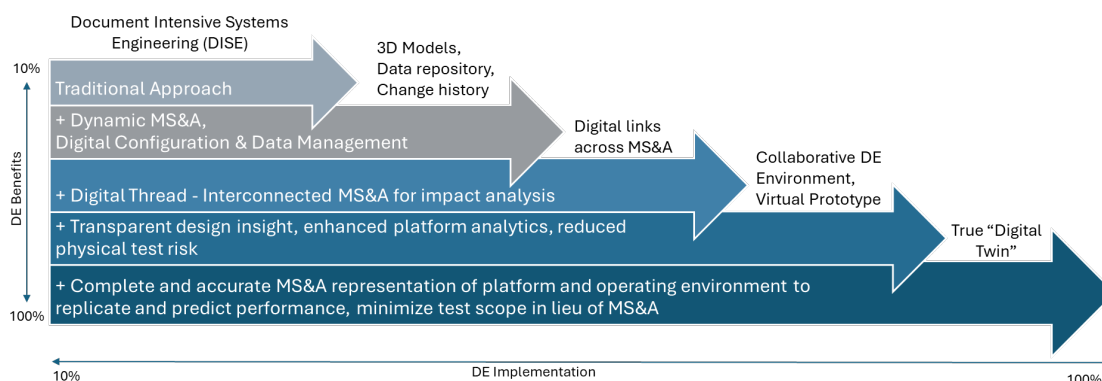 Document Intensive Systems
Engineering (DISE)
10%
Traditional Approach
3D Models,
Data repository,
Change history
+ Dynamic MS&A,
Digital Configuration & Data Management
Digital links
across MS&A
DE Benefits
+ Digital Thread - Interconnected MS&A for impact analysis
Collaborative DE
Environment,
Virtual Prototype
+ Transparent design insight, enhanced platform analytics, reduced
physical test risk
True “Digital
Twin”
+ Complete and accurate MS&A representation of platform and operating environment to
replicate and predict performance, minimize test scope in lieu of MS&A
100%
10%
DE Implementation
100%